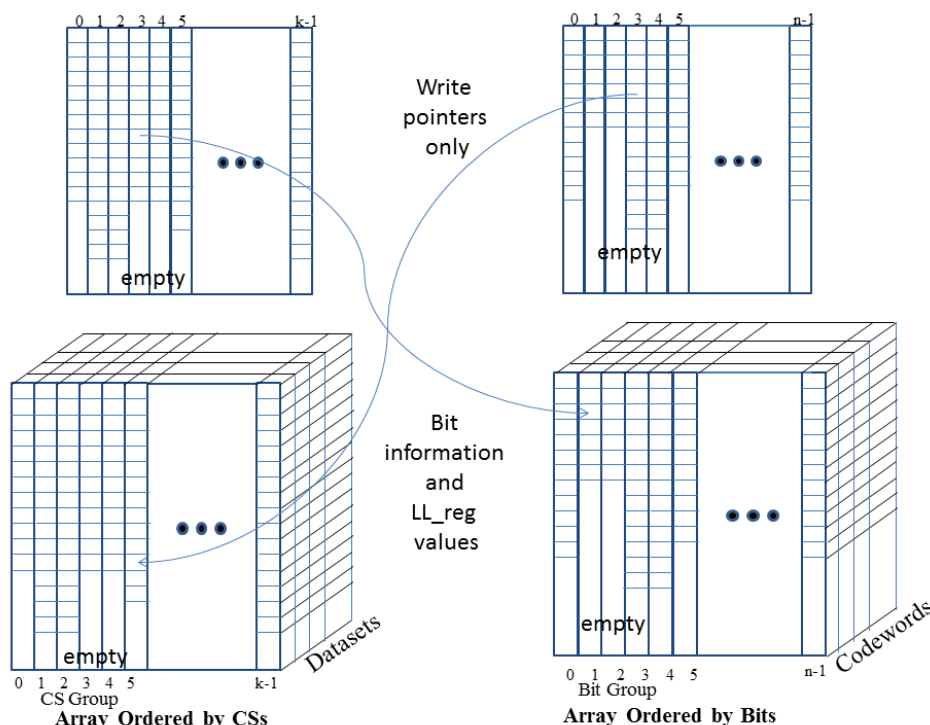 0 1 2 3 4 5 k-1
0 1 2 3 4 5 n-1
Write
pointers
only
empty
empty
Bit
information
and
LL_reg
values
empty
Datasets
0 1 2 3 4 5 k-1
CS Group
Array Ordered by CSs
empty
Codewords
0 1 2 3 4 5 n-1
Bit Group
Array Ordered by Bits